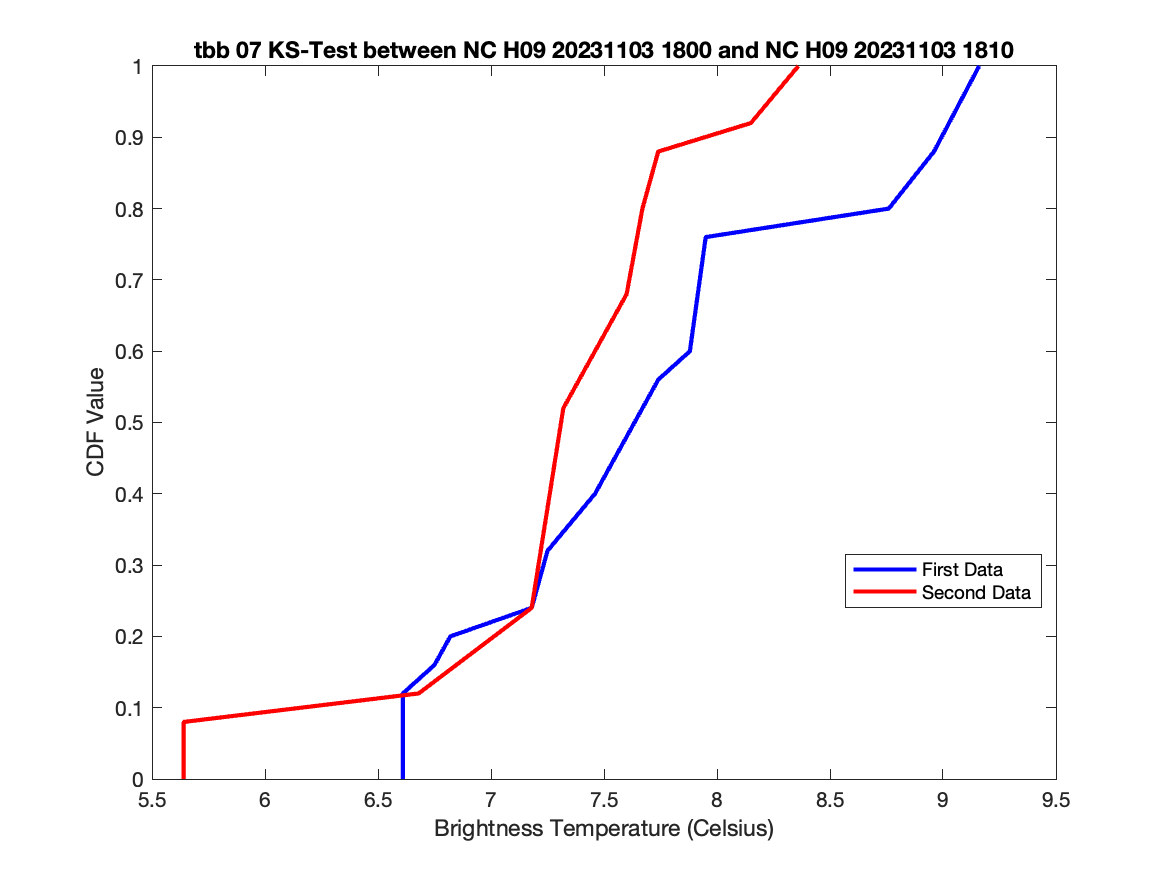 tbb 07 KS-Test between NC H09 20231103 1800 and NC H09 20231103 1810
1
0.9
0.8
0.7
0.6
0.5
0.4
0.3
0.2
0.1
0
CDF Value
First Data
Second Data
5.5 6 6.5 7 7.5 8 8.5 9 9.5
Brightness Temperature (Celsius)